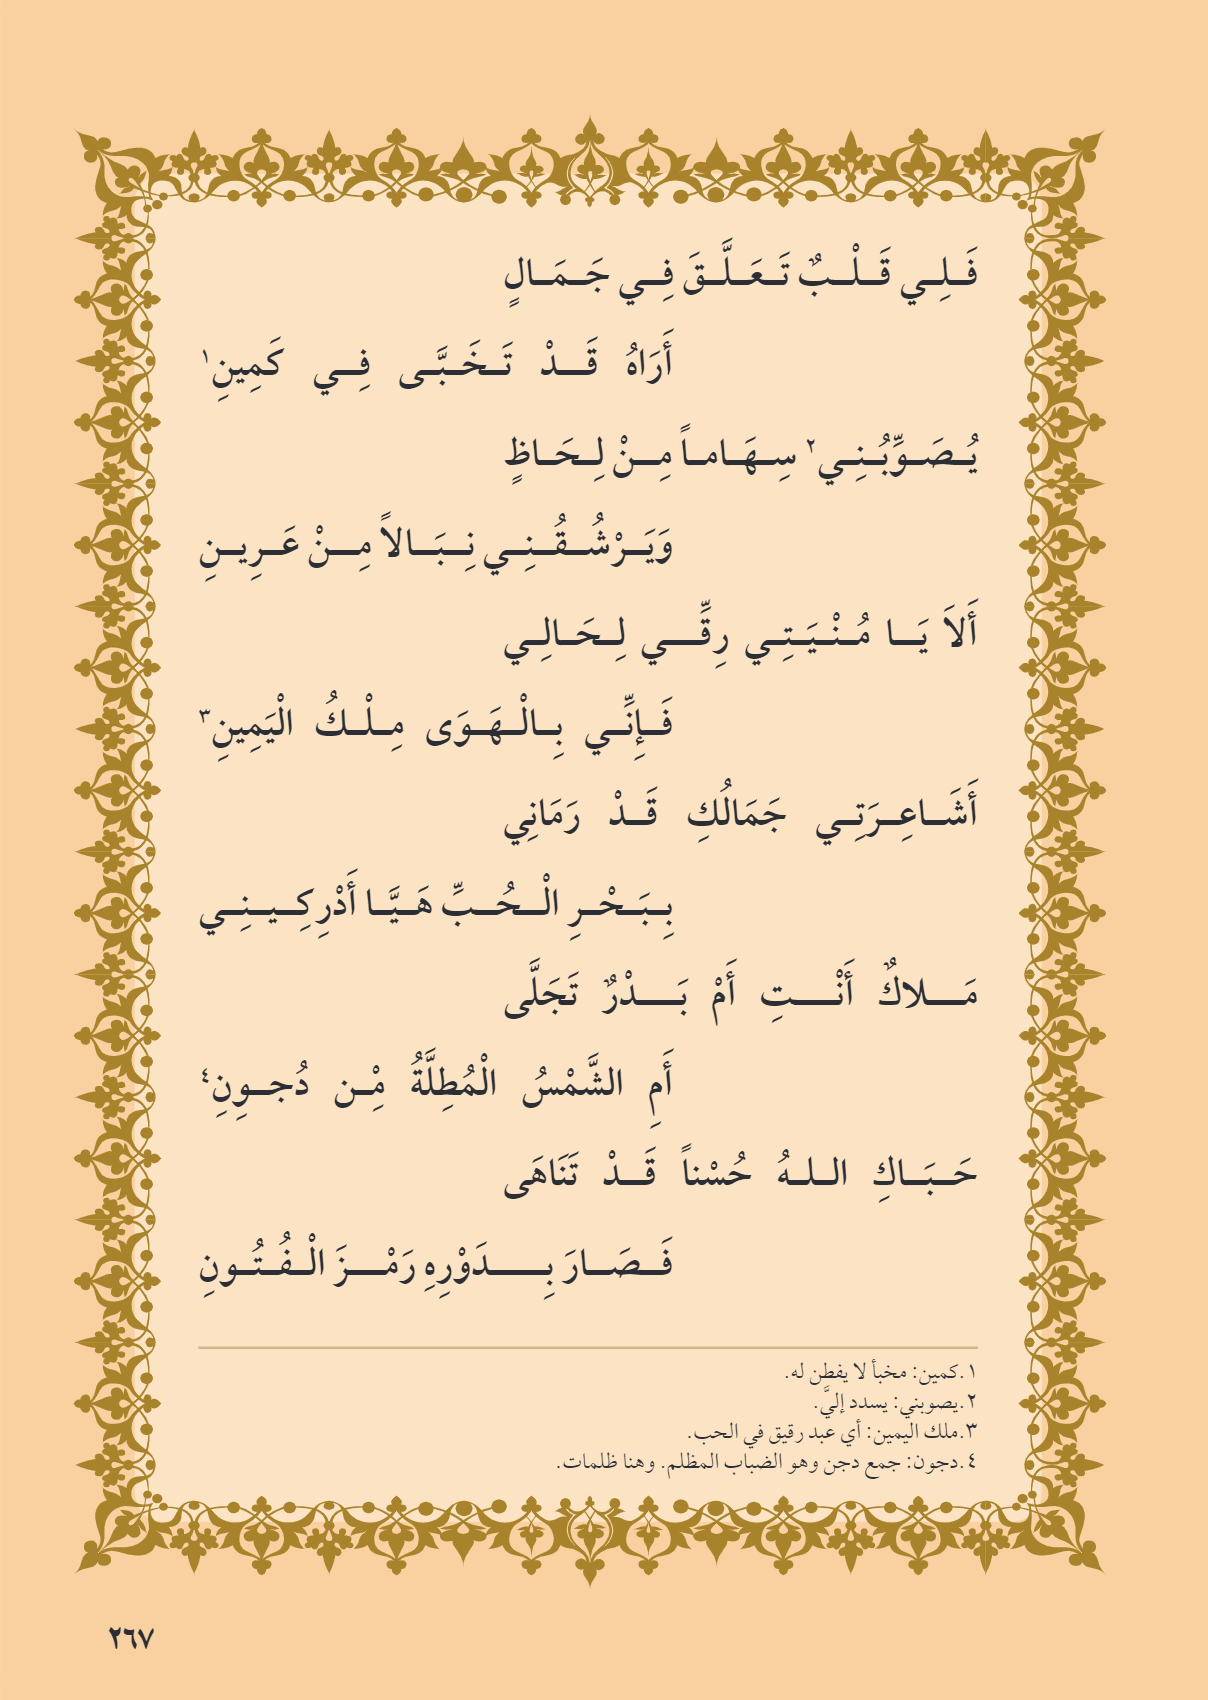 فَلِي قَلْبٌ تَعَلَّقَ فِي جَمَالٍ
أَرَاهُ قَدْ تَخَبَّى فِي كَمِينِ١
يُصَوِّبُنِي٢ سِهَاماً مِنْ لِحَاظٍ
وَيَرْشُقُنِي نِبَالاً مِنْ عَرِينِ
أَلاَ يَا مُنْيَتِي رِقِّي لِحَالِي
فَإِنِّي بِالْهَوَى مِلْكُ الْيَمِينِ٣
أَشَاعِرَتِي جَمَالُكِ قَدْ رَمَانِي
بِبَحْرِ الْحُبِّ هَيَّا أَدْرِكِينِي
مَلاكٌ أَنْتِ أَمْ بَدْرٌ تَجَلَّى
أَمِ الشَّمْسُ الْمُطِلَّةُ مْن دُجونِ٤
حَبَاكِ اللهُ حُسْناً قَدْ تَنَاهَى
فَصَارَ بِدَوْرِهِ رَمْزَ الْفُتُونِ
١.كمين: مخبأ لا يفطن له.
٢.يصوبني: يسدد إليَّ.
٣.ملك اليمين: أي عبد رقيق في الحب.
٤.دجون: جمع دجن وهو الضباب المظلم. وهنا ظلمات.
٢٦٧